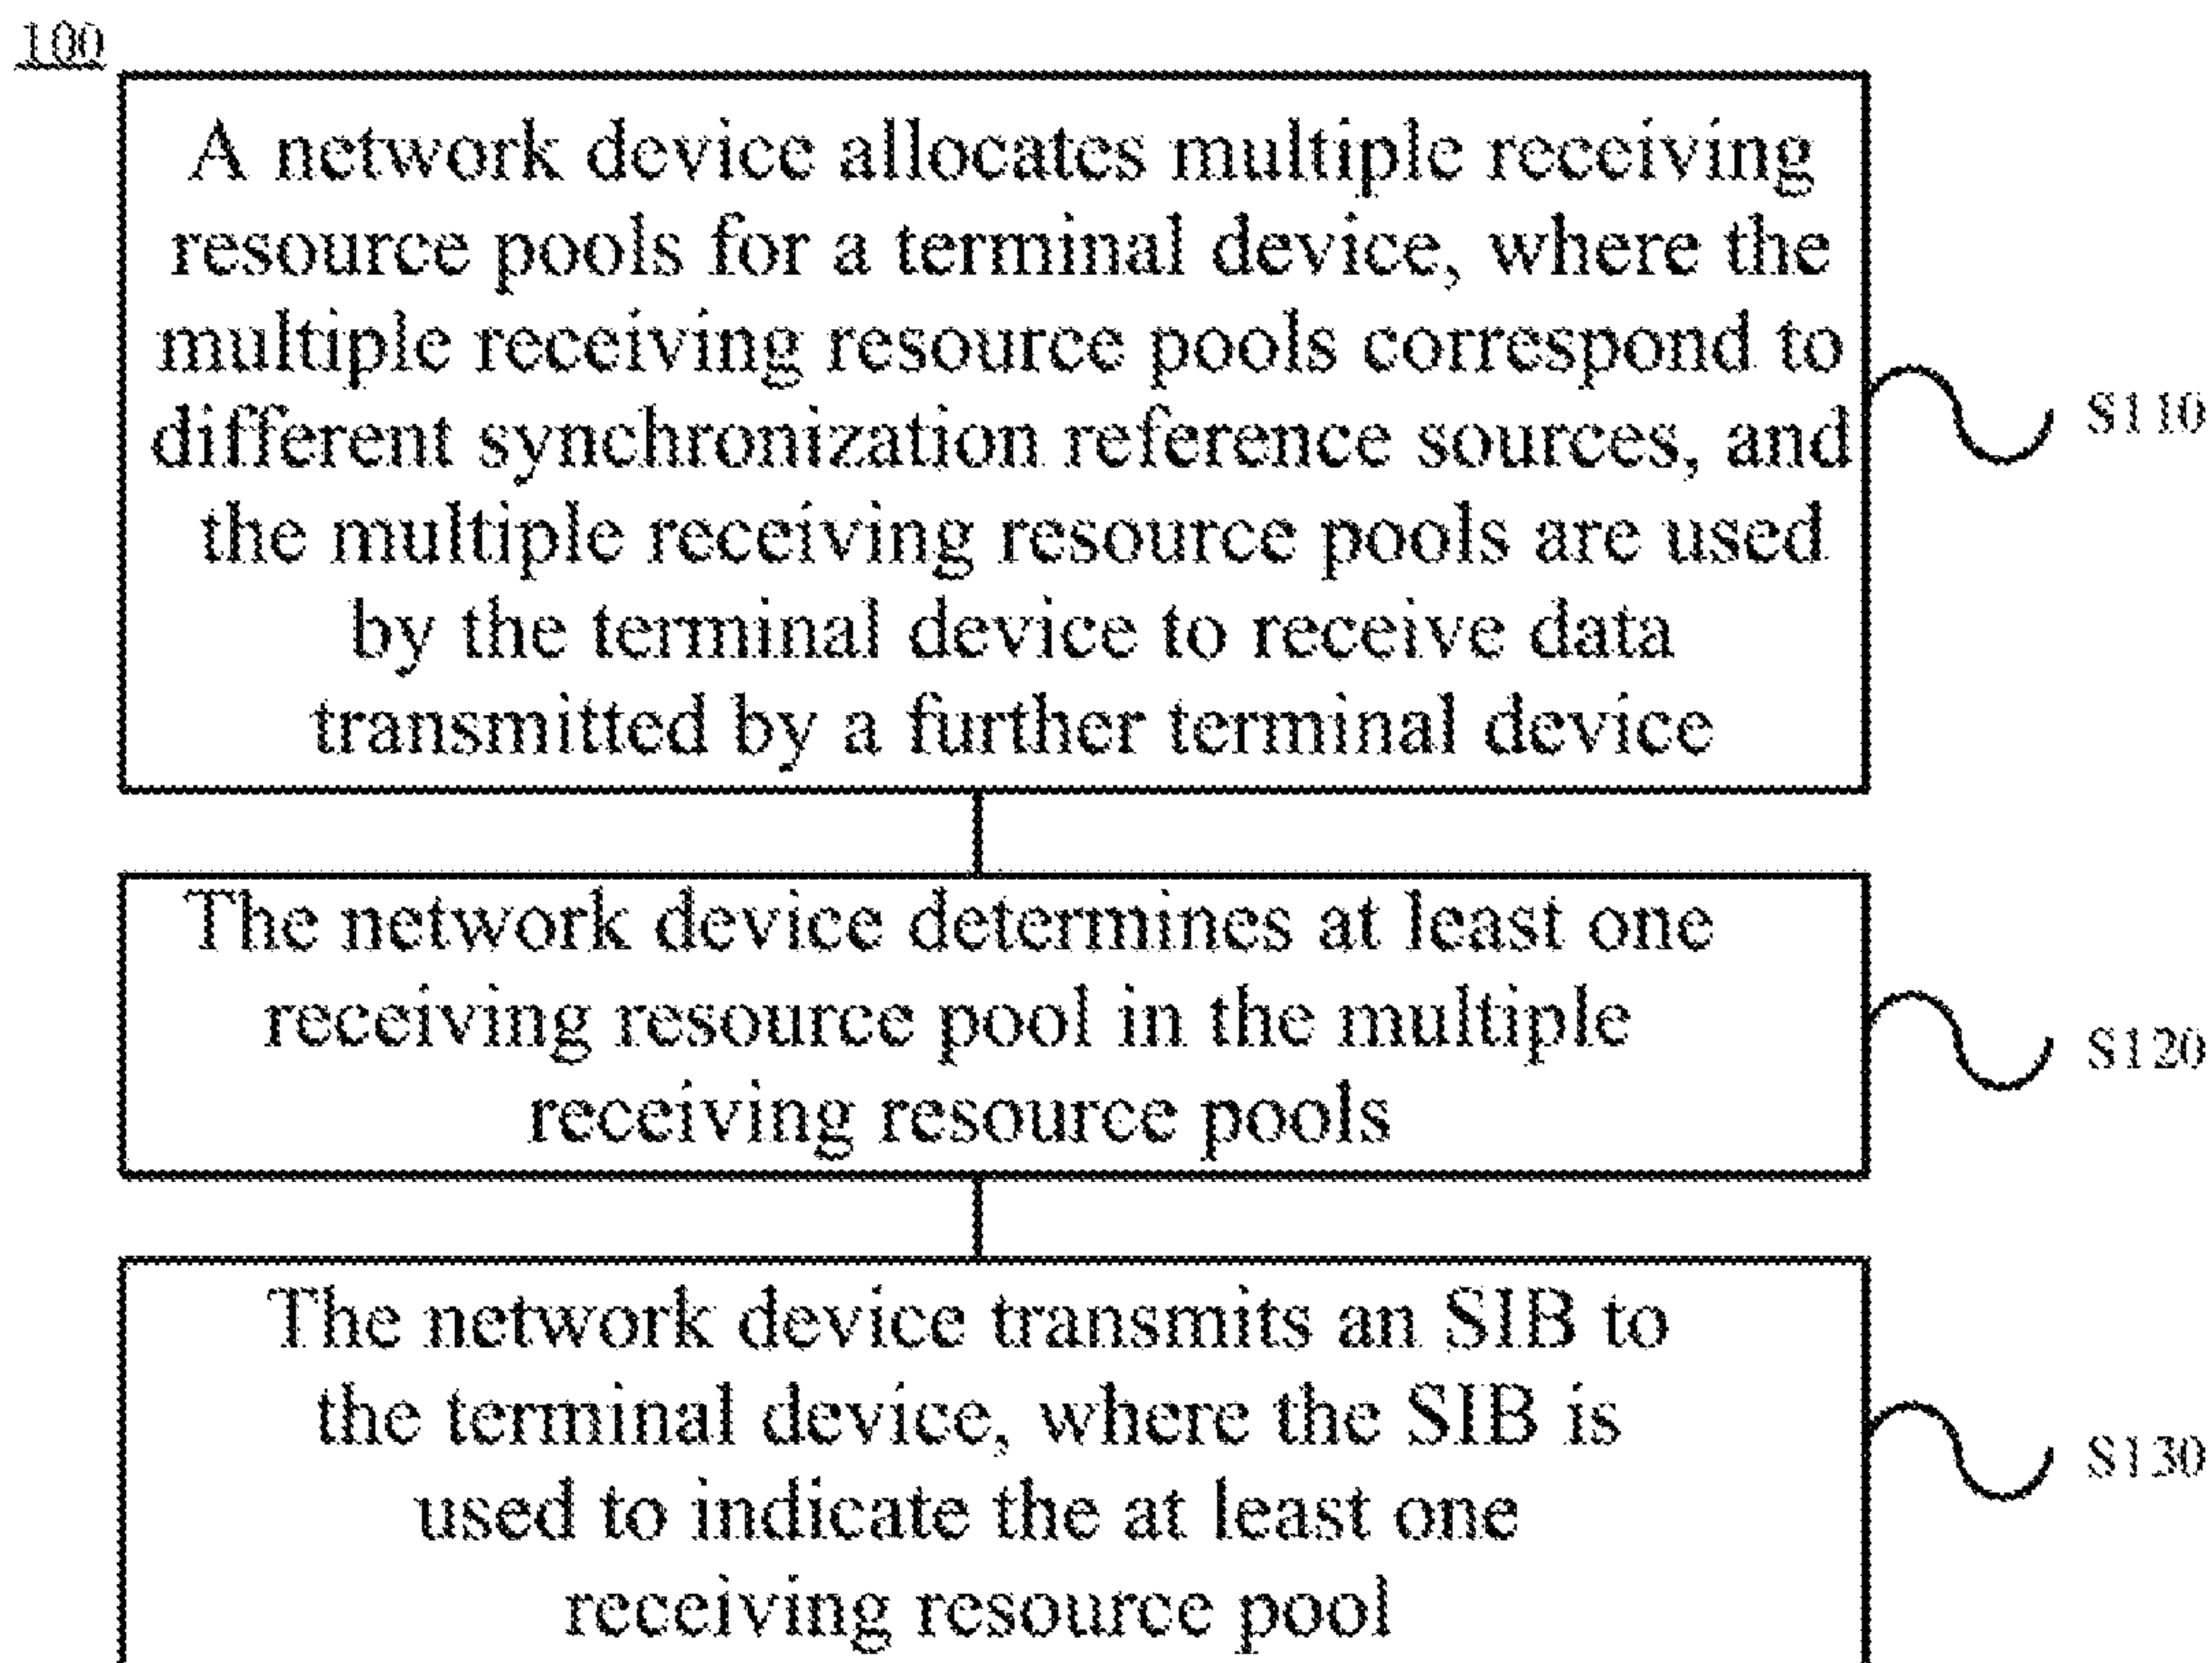 100
A network device allocates multiple receiving
resource pools for a terminal device, where the
multiple receiving resource pools correspond to
different synchronization reference sources, and
the multiple receiving resource pools are used
by the terminal device to receive data
transmitted by a further terminal device
S110
The network device determines at least one
receiving resource pool in the multiple
receiving resource pools
S120
The network device transmits an SIB to
the terminal device, where the SIB is
used to indicate the at least one
receiving resource pool
S130